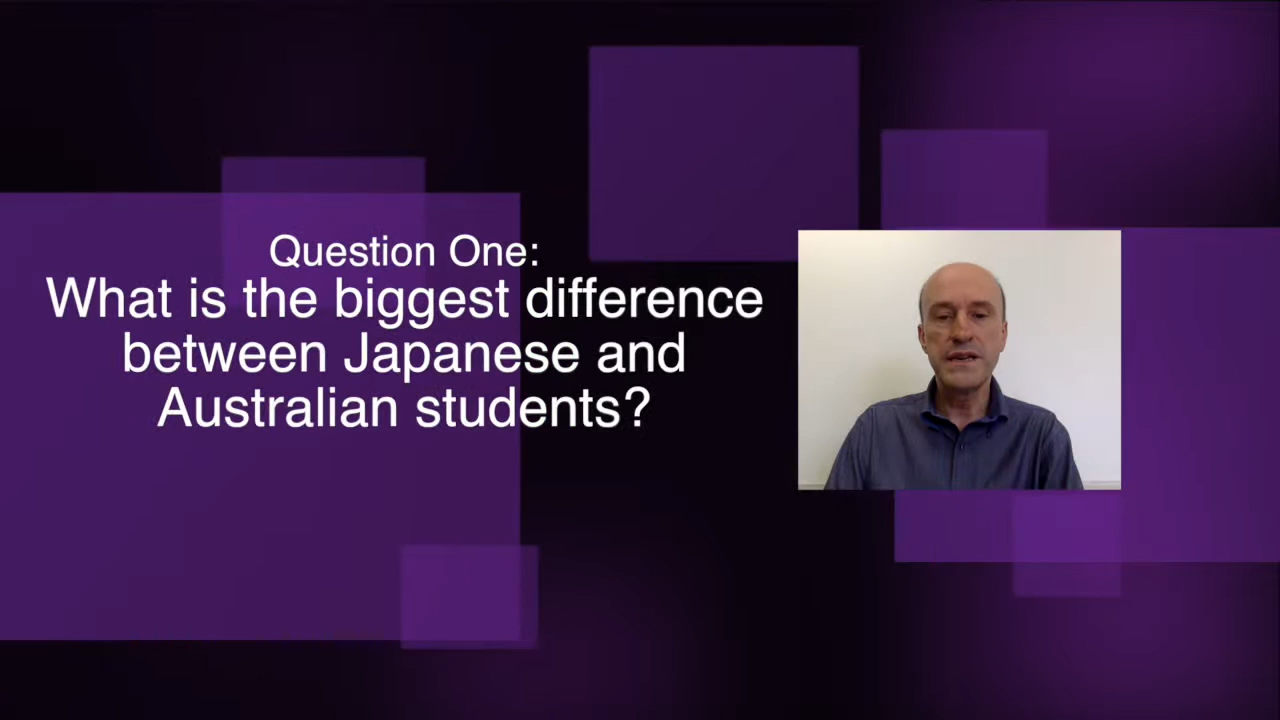 Question One:
What is the biggest difference
between Japanese and
Australian students?